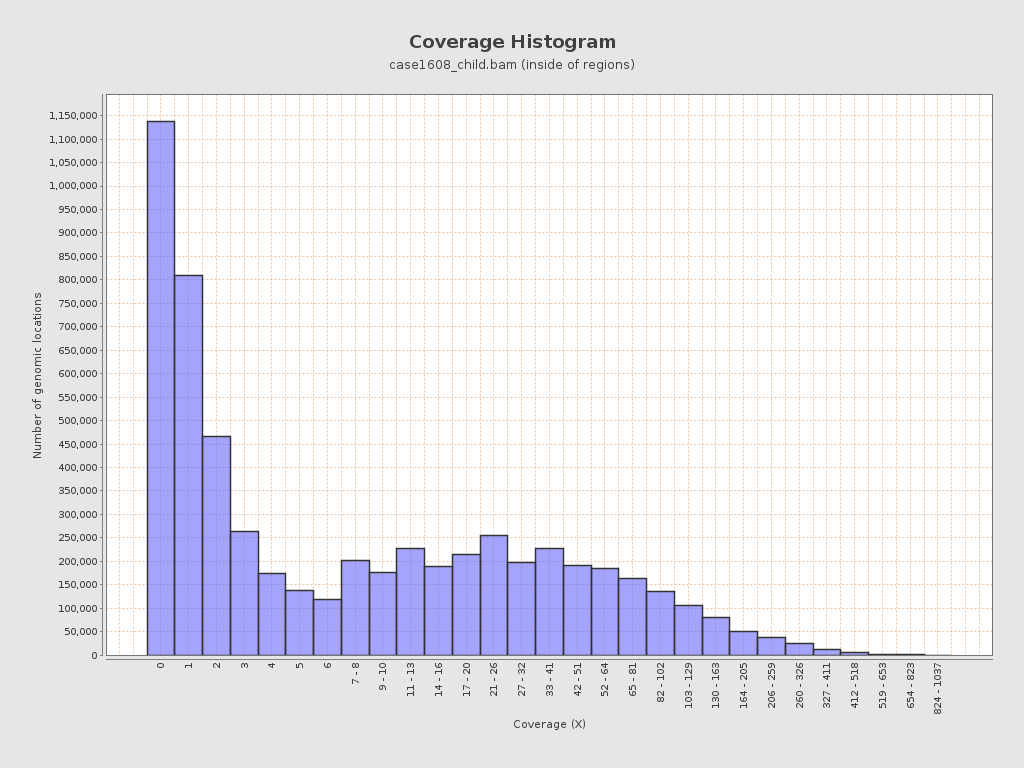 Coverage Histogram
case1608_child.bam (inside of regions)
1,150,000
1,100,000
1,050,000
1,000,000
950,000
900,000
850,000
800,000
750,000
700,000
650,000
600,000
550,000
500,000
450,000
400,000
350,000
300,000
250,000
200,000
150,000
100,000
50,000
0
Number of genomic locations
0
1
2
3
4
5
6
7 - 8
9 - 10
11 - 13
14 - 16
17 - 20
21 - 26
27 - 32
33 - 41
42 - 51
52 - 64
65 - 81
82 - 102
103 - 129
130 - 163
164 - 205
206 - 259
260 - 326
327 - 411
412 - 518
519 - 653
654 - 823
824 - 1037
Coverage (X)